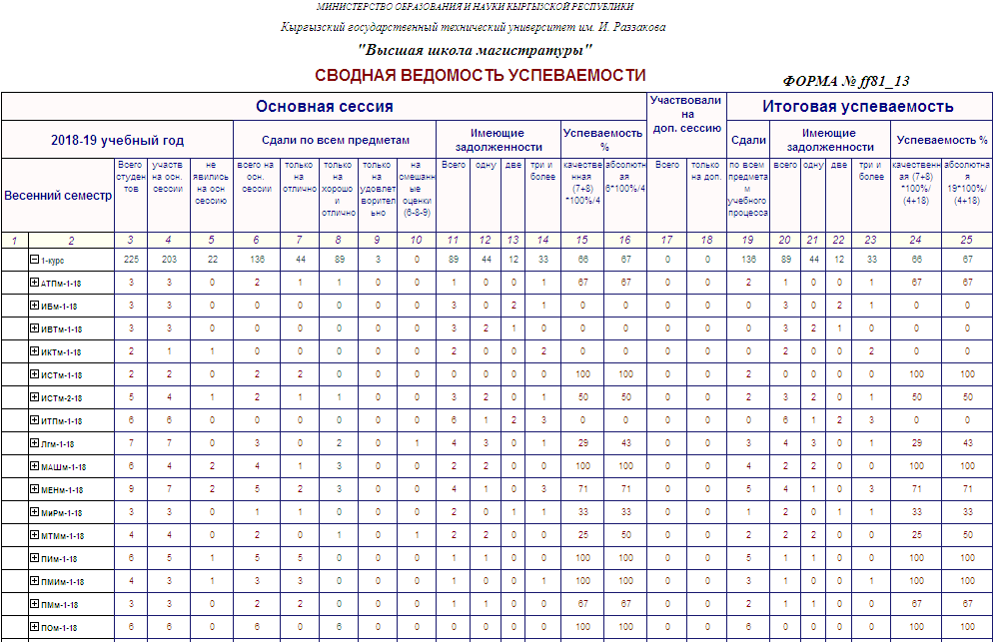 МИНИСТЕРСТВО ОБРАЗОВАНИЯ И НАУКИ КЫРГЫЗСКОЙ РЕСПУБЛИКИ
Кыргызский государственный технический университет им. И. Раззакова
"Высшая школа магистратуры"
СВОДНАЯ ВЕДОМОСТЬ УСПЕВАЕМОСТИ
ФОРМА № ff81_13
Основная сессия Участвовали на доп. сессию Итоговая успеваемость
2018-19 учебный год Сдали по всем предметам Имеющие задолженности Успеваемость % Сдали Имеющие задолженности Успеваемость %
Весенний семестр Всего студентов участв на осн. сессии не явились на осн сессию всего на осн. сессии только на отлично только на хорошо и отлично только на удовлетворительно на смешанные оценки (6-8-9) Всего одну две три и более качественная (7+8) *100%/4 абсолютн 6*100%/4 Всего только на доп. по всем предметам учебного процесса всего одну две три и более качественная (7+8) *100%/ (4+18) абсолютная 19*100%/ (4+18)
1 2 3 4 5 6 7 8 9 10 11 12 13 14 15 16 17 18 19 20 21 22 23 24 25
1-курс 225 203 22 136 44 89 3 0 89 44 12 33 66 67 0 0 136 89 44 12 33 66 67
АТПм-1-18 3 3 0 2 1 1 0 0 1 0 0 1 67 67 0 0 2 1 0 0 1 67 67
ИБм-1-18 3 3 0 0 0 0 0 0 3 0 2 1 0 0 0 0 0 3 0 2 1 0 0
ИВТм-1-18 3 3 0 0 0 0 0 0 3 2 1 0 0 0 0 0 0 3 2 1 0 0 0
ИКТм-1-18 2 1 1 0 0 0 0 0 2 0 0 2 0 0 0 0 0 2 0 0 2 0 0
ИСТм-1-18 2 2 0 2 2 0 0 0 0 0 0 0 100 100 0 0 2 0 0 0 0 100 100
ИСТм-2-18 5 4 1 2 1 1 0 0 3 2 0 1 50 50 0 0 2 3 2 0 1 50 50
ИТПм-1-18 6 6 0 0 0 0 0 0 6 1 2 3 0 0 0 0 0 6 1 2 3 0 0
Лгм-1-18 7 7 0 3 0 2 0 1 4 3 0 1 29 43 0 0 3 4 3 0 1 29 43
МАШм-1-18 6 4 2 4 1 3 0 0 2 2 0 0 100 100 0 0 4 2 2 0 0 100 100
МЕНм-1-18 9 7 2 5 2 3 0 0 4 1 0 3 71 71 0 0 5 4 1 0 3 71 71
МиРм-1-18 3 3 0 1 1 0 0 0 2 0 1 1 33 33 0 0 1 2 0 1 1 33 33
МТМм-1-18 4 4 0 2 0 1 0 1 2 2 0 0 25 50 0 0 2 2 2 0 0 25 50
ПИм-1-18 6 5 1 5 5 0 0 0 1 1 0 0 100 100 0 0 5 1 1 0 0 100 100
ПМИм-1-18 4 3 1 3 3 0 0 0 1 0 0 1 100 100 0 0 3 1 0 0 1 100 100
ПМм-1-18 3 3 0 2 2 0 0 0 1 1 0 0 67 67 0 0 2 1 1 0 0 67 67
ПОм-1-18 6 6 0 6 0 6 0 0 0 0 0 0 100 100 0 0 6 0 0 0 0 100 100